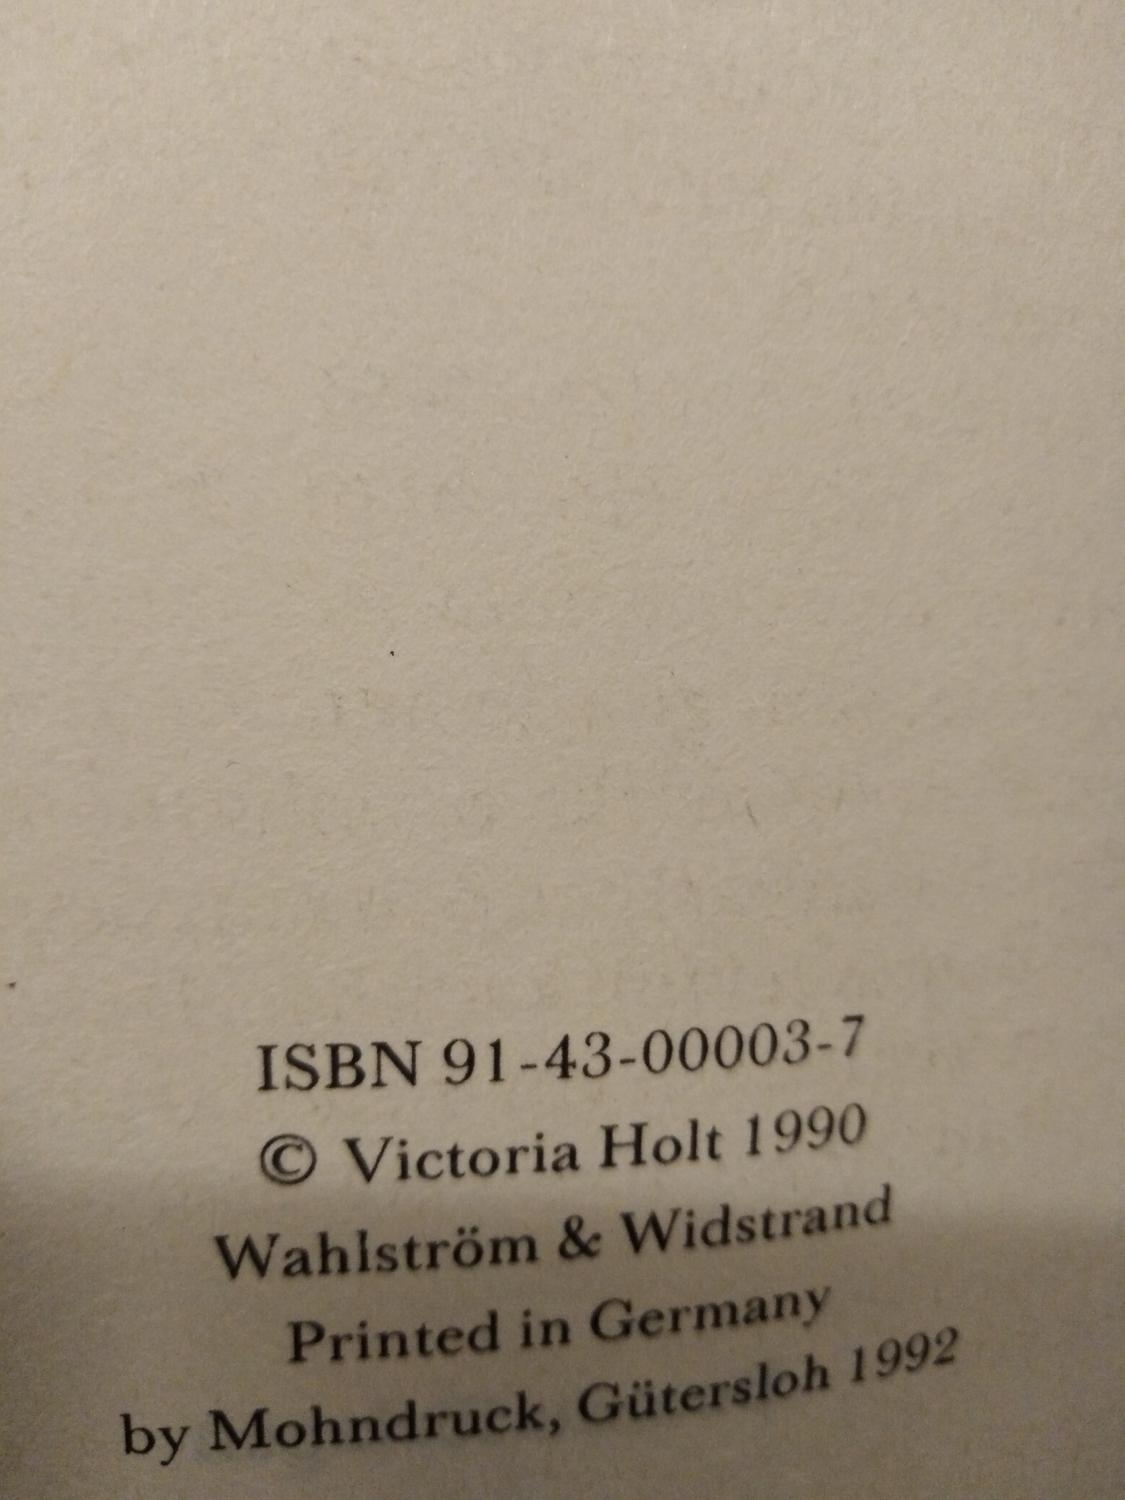 ISBN 91-43-00003-7
© Victoria Holt 1990
Wahlström & Widstrand
Printed in Germany
by Mohndruck, Gütersloh 1992